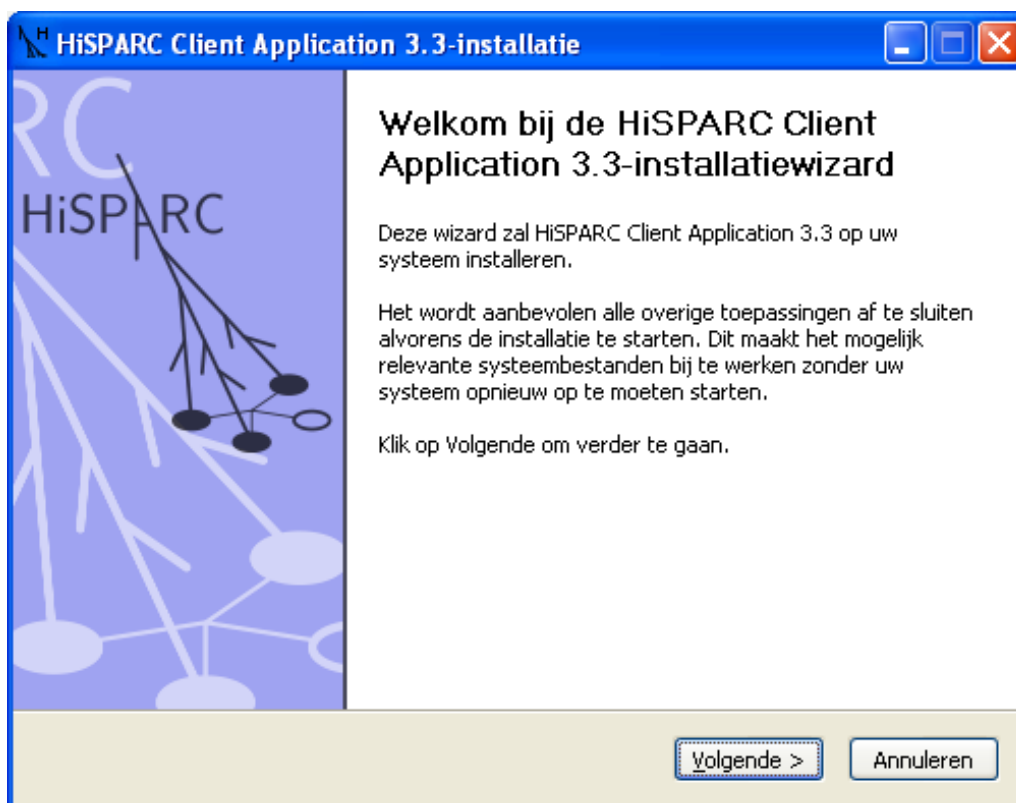 HiSPARC Client Application 3.3-installatie
RC
HiSPARC
Welkom bij de HiSPARC Client
Application 3.3-installatiewizard
Deze wizard zal HiSPARC Client Application 3.3 op uw
systeem installeren.
Het wordt aanbevolen alle overige toepassingen af te sluiten
alvorens de installatie te starten. Dit maakt het mogelijk
relevante systeembestanden bij te werken zonder uw
systeem opnieuw op te moeten starten.
Klik op Volgende om verder te gaan.
Volgende >
Annuleren